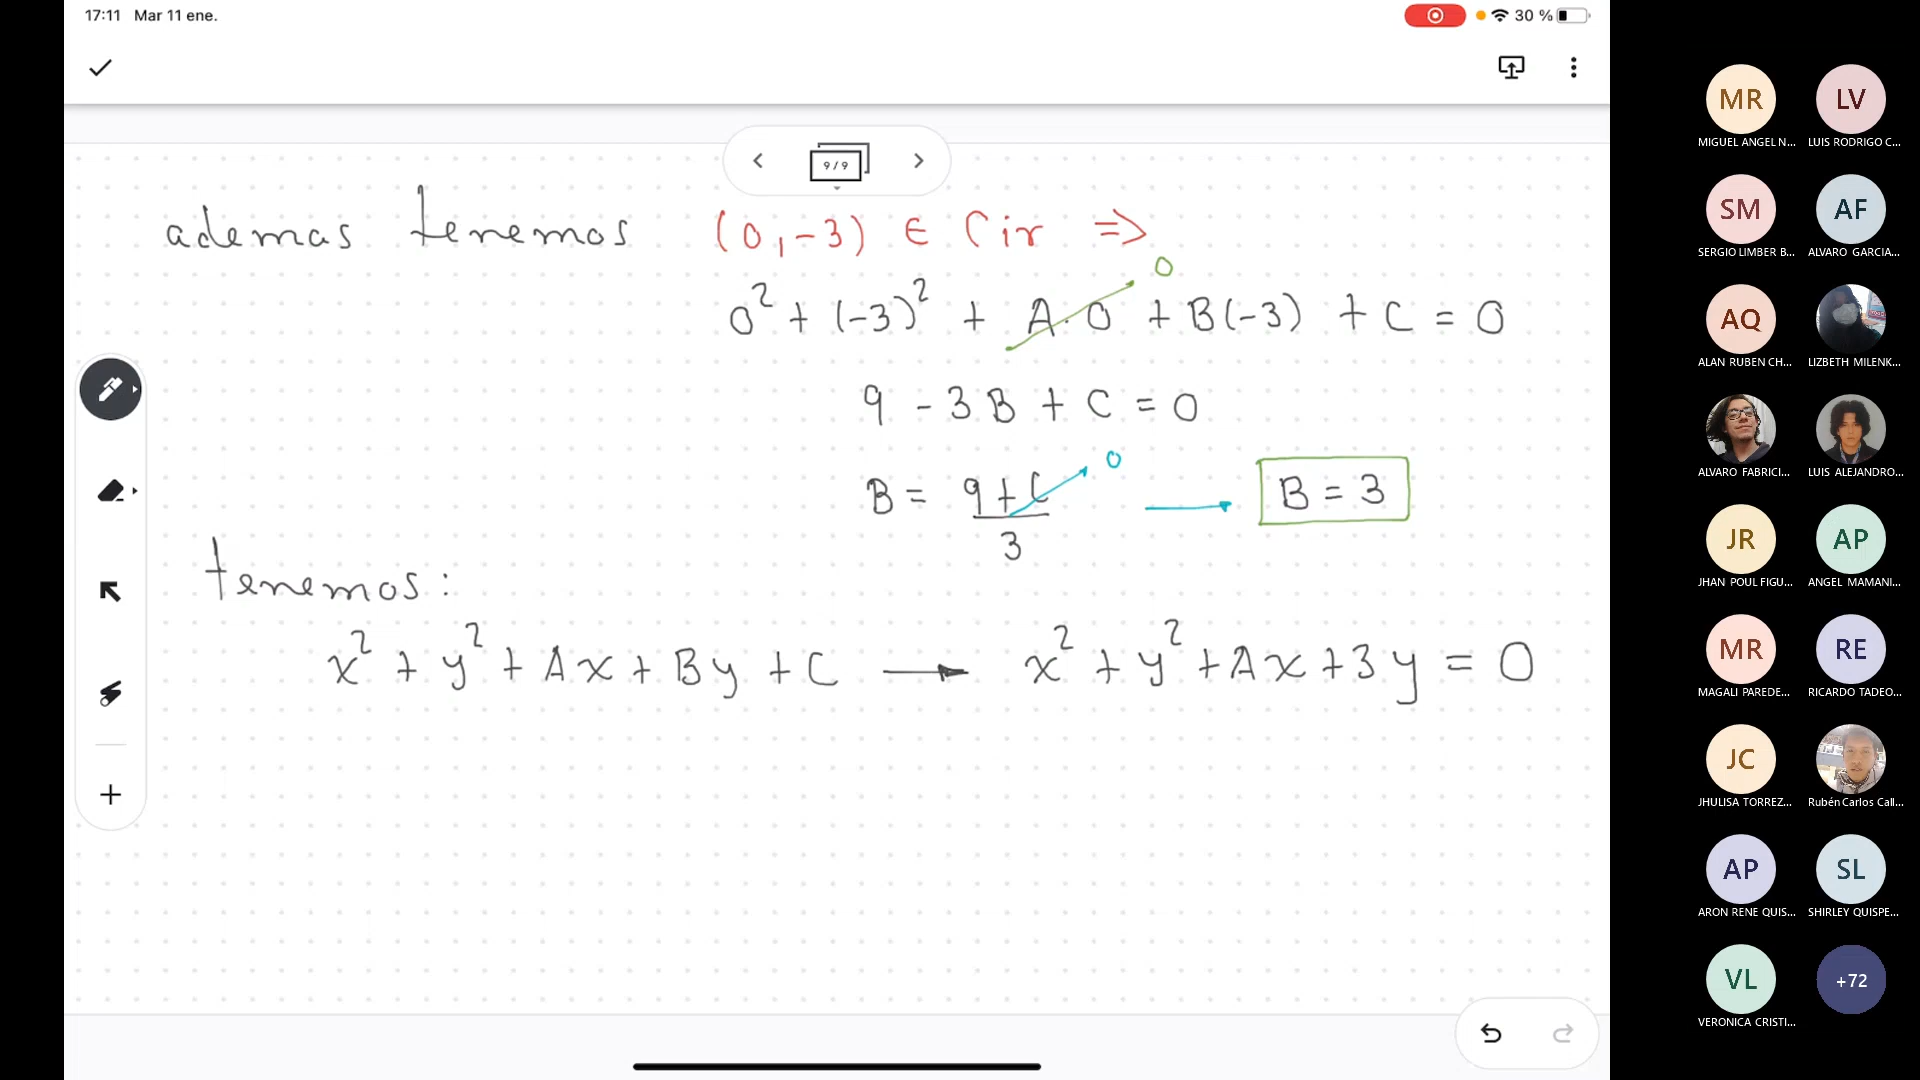 17:11 Mar 11 ene.
30 %
9/9
ademas tenemos (0,-3) ∈ Cir =>
0² + (-3)² + A·0 + B(-3) + C = 0
0
9 - 3B + C = 0
B = (9+C)/3 → B = 3
0
tenemos:
x² + y² + Ax + By + C → x² + y² + Ax + 3y = 0
MR LV
MIGUEL ANGEL N... LUIS RODRIGO C...
SM AF
SERGIO LIMBER B... ALVARO GARCIA...
AQ
ALAN RUBEN CH... LIZBETH MILENK...
ALVARO FABRICI... LUIS ALEJANDRO...
JR AP
JHAN POUL FIGU... ANGEL MAMANI...
MR RE
MAGALI PAREDE... RICARDO TADEO...
JC
JHULISA TORREZ... Rubén Carlos Call...
AP SL
ARON RENE QUIS... SHIRLEY QUISPE...
VL +72
VERONICA CRISTI...